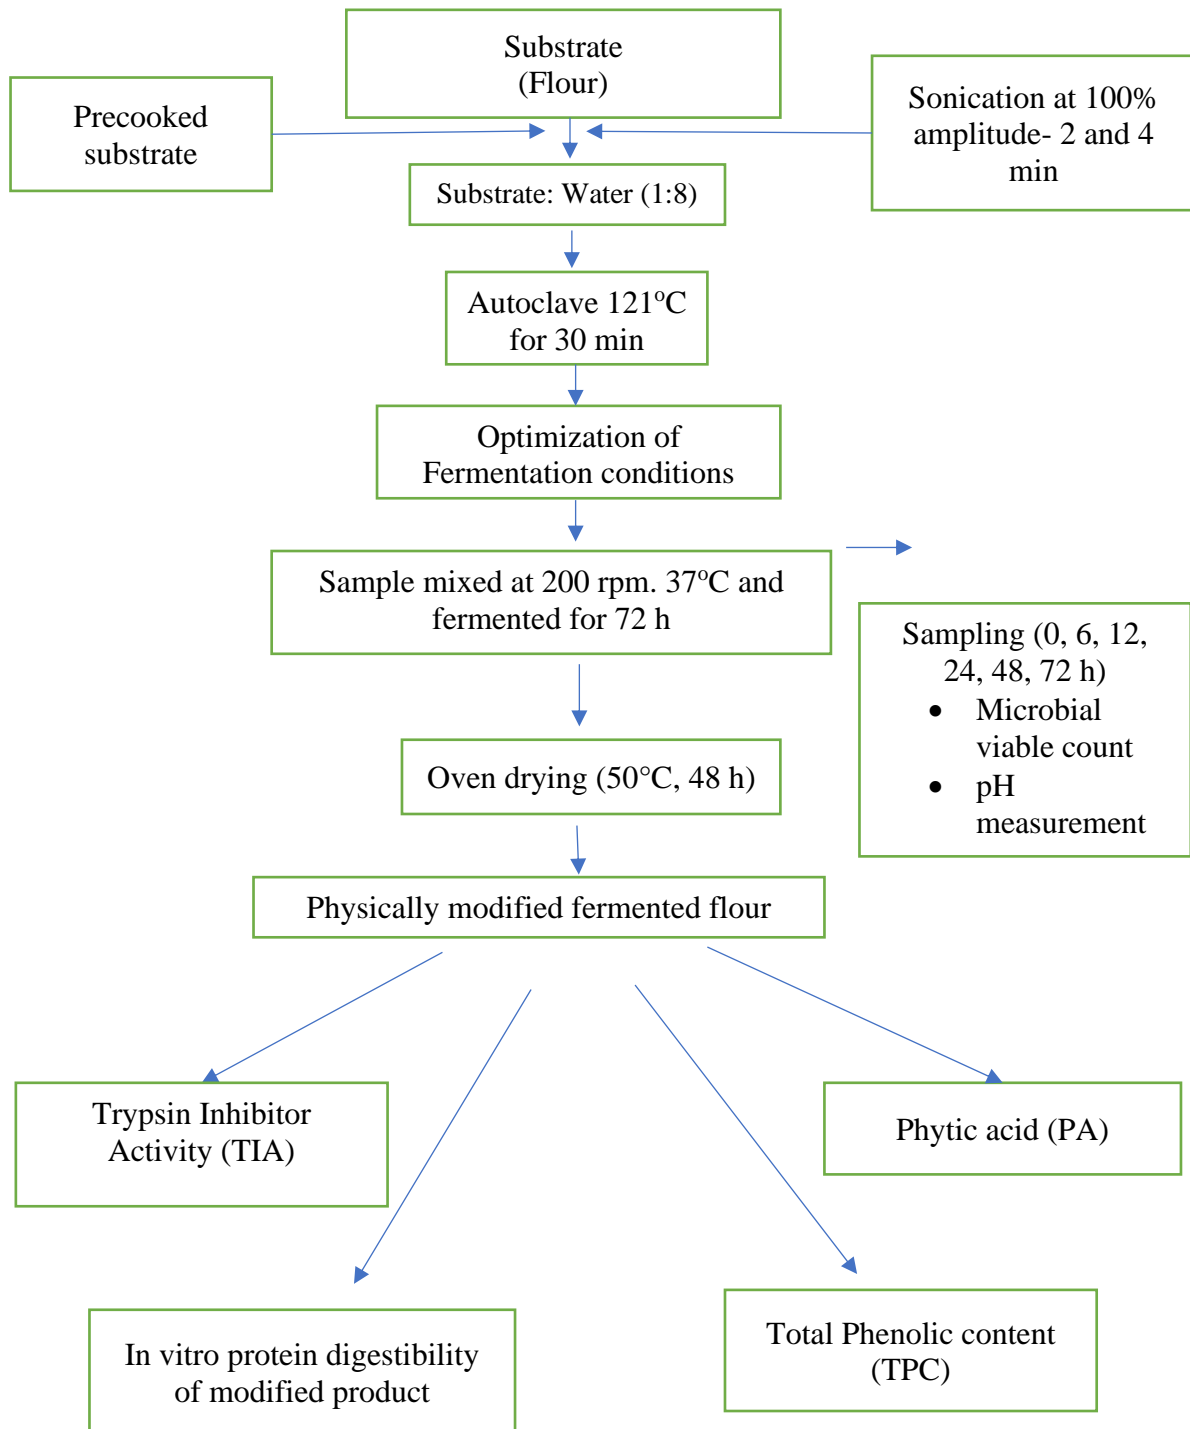 Substrate
(Flour)
Precooked
substrate
Sonication at 100%
amplitude- 2 and 4
min
Substrate: Water (1:8)
Autoclave 121°C
for 30 min
Optimization of
Fermentation conditions
Sample mixed at 200 rpm. 37°C and
fermented for 72 h
Sampling (0, 6, 12,
24, 48, 72 h)
• Microbial
viable count
• pH
measurement
Oven drying (50°C, 48 h)
Physically modified fermented flour
Trypsin Inhibitor
Activity (TIA)
Phytic acid (PA)
In vitro protein digestibility
of modified product
Total Phenolic content
(TPC)